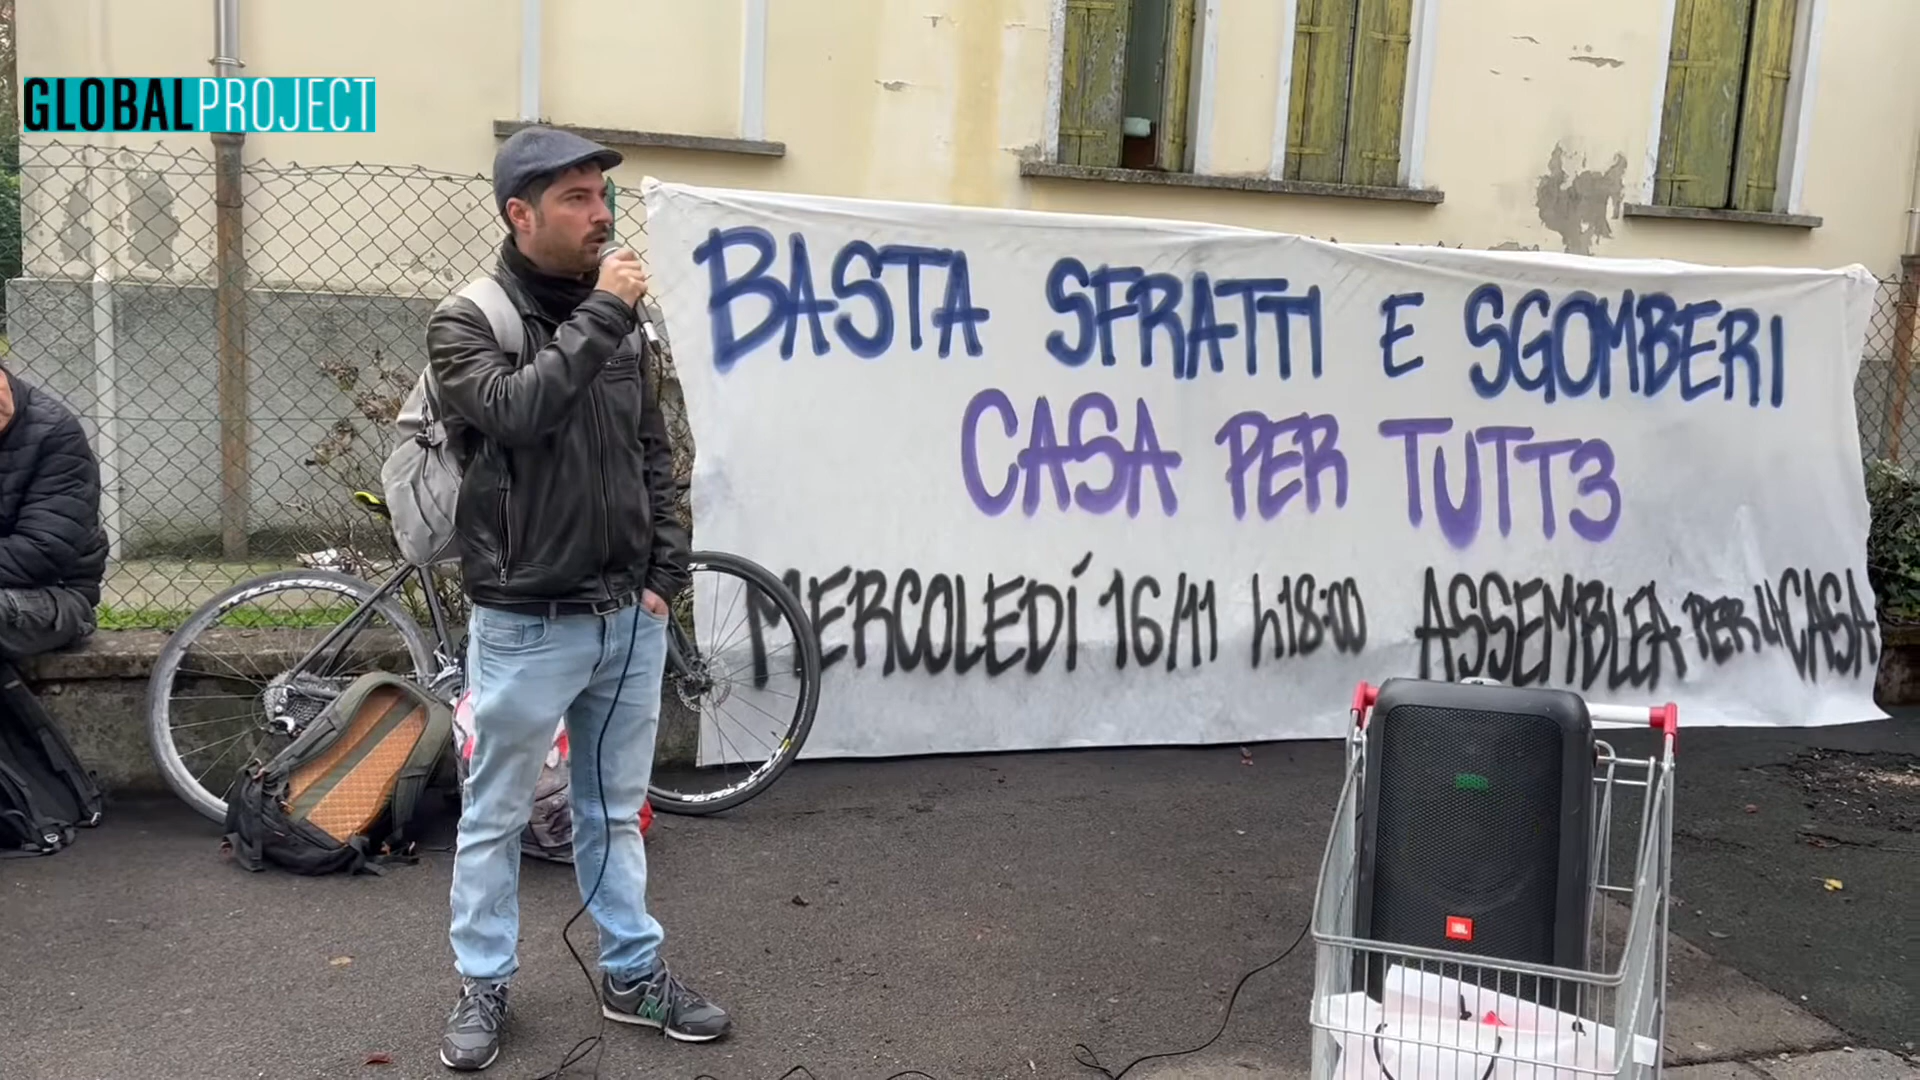 GLOBALPROJECT
BASTA SFRATTI E SGOMBERI
CASA PER TUTT3
MERCOLEDÍ 16/11 h18:00 ASSEMBLEA PER LA CASA
JBL